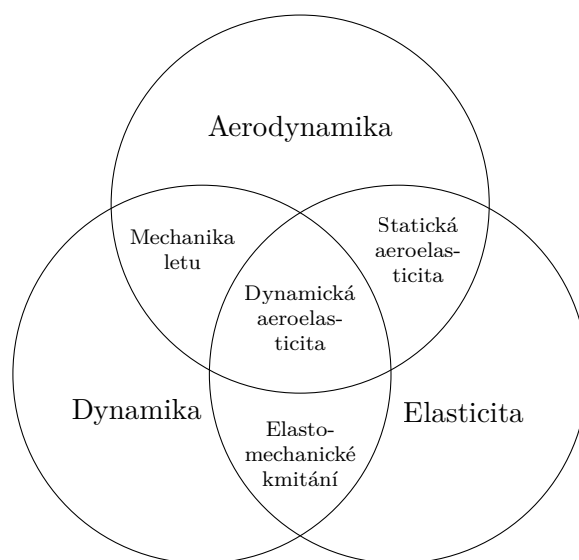 Aerodynamika
Mechanika
letu
Statická
aeroelas-
ticita
Dynamická
aeroelas-
ticita
Dynamika
Elasticita
Elasto-
mechanické
kmitání